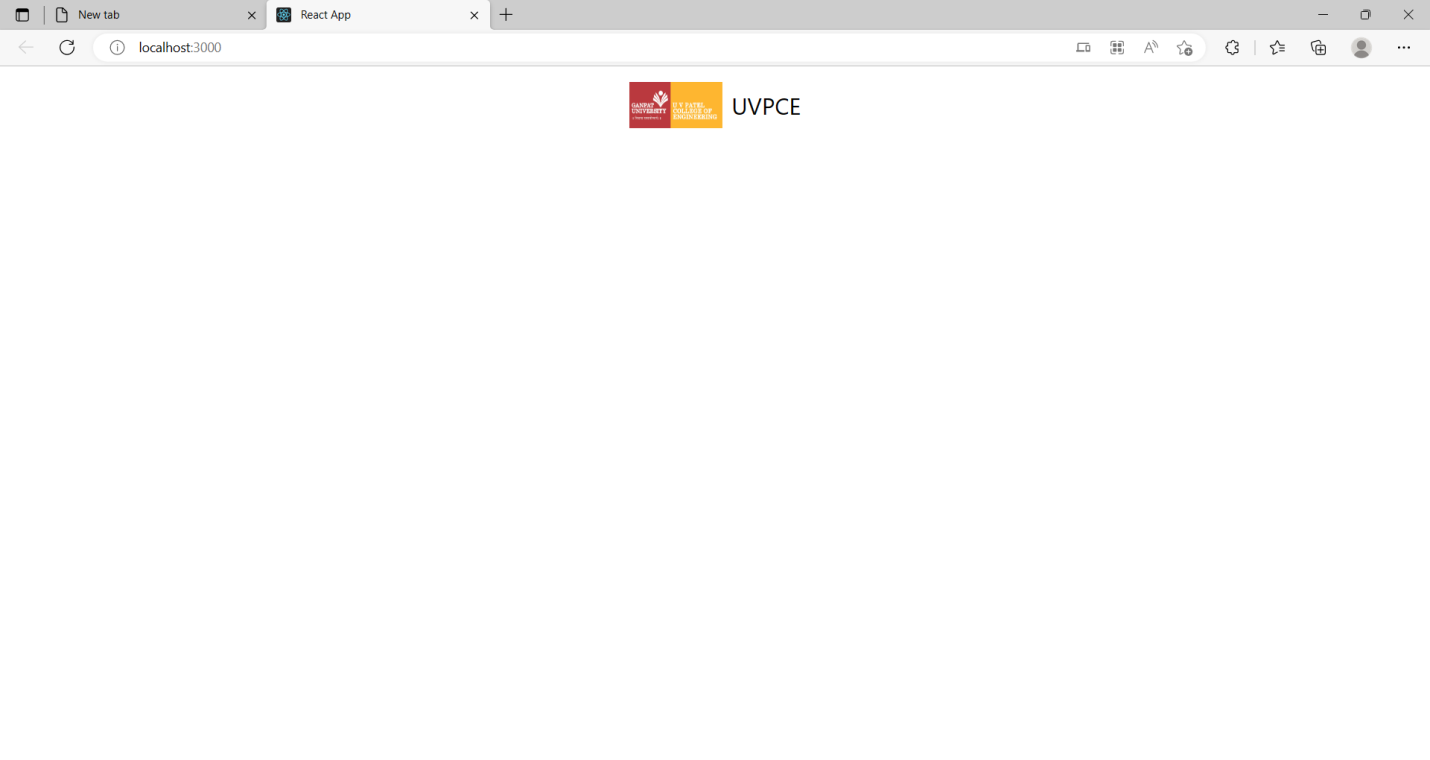 New tab
React App
localhost:3000
GANPAT
UNIVERSITY
U V PATEL
COLLEGE OF
ENGINEERING
UVPCE